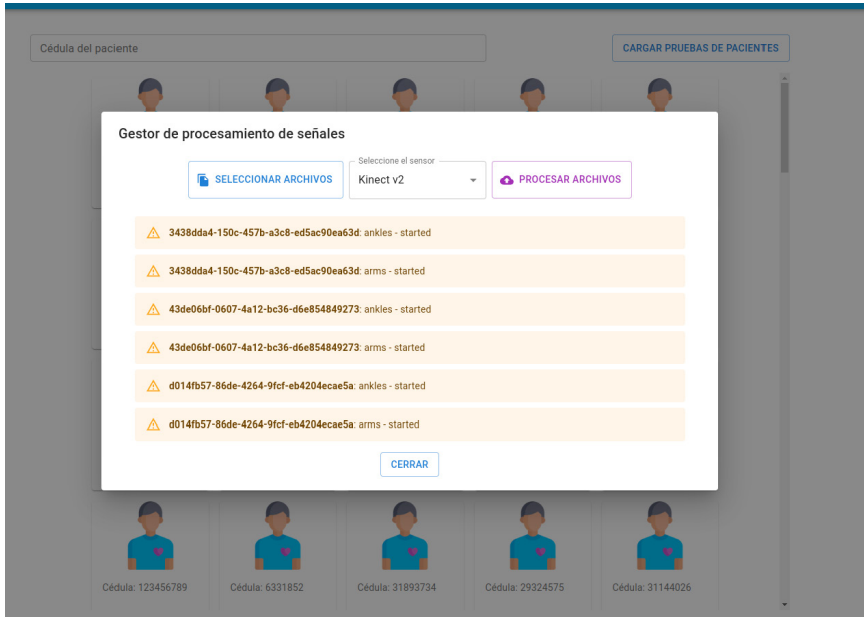 Cédula del paciente
CARGAR PRUEBAS DE PACIENTES
Gestor de procesamiento de señales
SELECCIONAR ARCHIVOS
Seleccione el sensor
Kinect v2
PROCESAR ARCHIVOS
3438dda4-150c-457b-a3c8-ed5ac90ea63d: ankles - started
3438dda4-150c-457b-a3c8-ed5ac90ea63d: arms - started
43de06bf-0607-4a12-bc36-d6e854849273: ankles - started
43de06bf-0607-4a12-bc36-d6e854849273: arms - started
d014fb57-86de-4264-9fcf-eb4204ecae5a: ankles - started
d014fb57-86de-4264-9fcf-eb4204ecae5a: arms - started
CERRAR
Cédula: 123456789
Cédula: 6331852
Cédula: 31893734
Cédula: 29324575
Cédula: 31144026